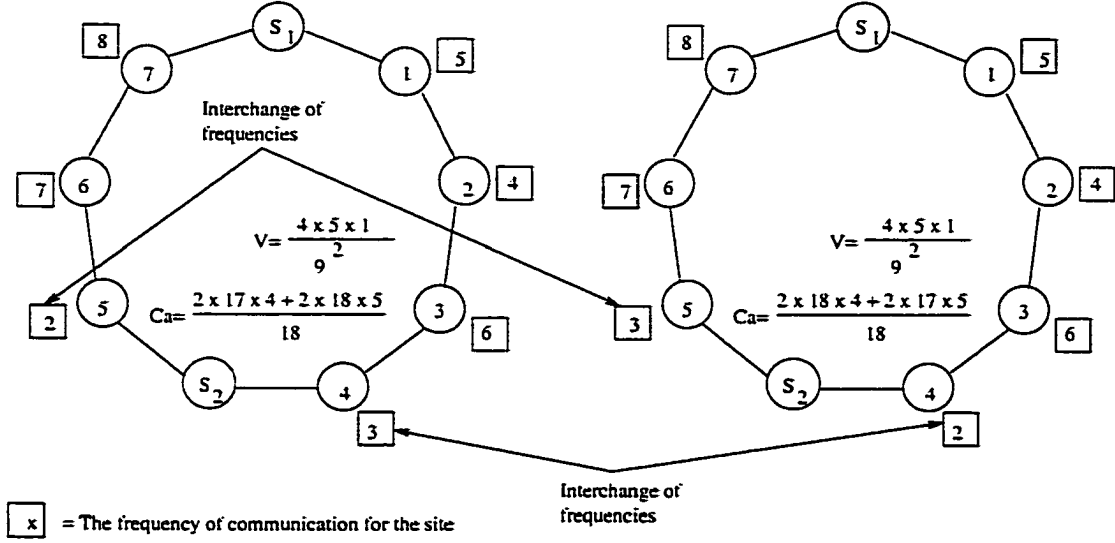 S1
S1
8
7
1
5
8
7
1
5
Interchange of
frequencies
7
6
2
4
7
6
2
4
V= 4 x 5 x 1 / 9^2
V= 4 x 5 x 1 / 9^2
2
5
3
6
3
5
3
6
Ca= 2 x 17 x 4 + 2 x 18 x 5 / 18
Ca= 2 x 18 x 4 + 2 x 17 x 5 / 18
S2
4
S2
4
3
2
Interchange of
frequencies
x = The frequency of communication for the site